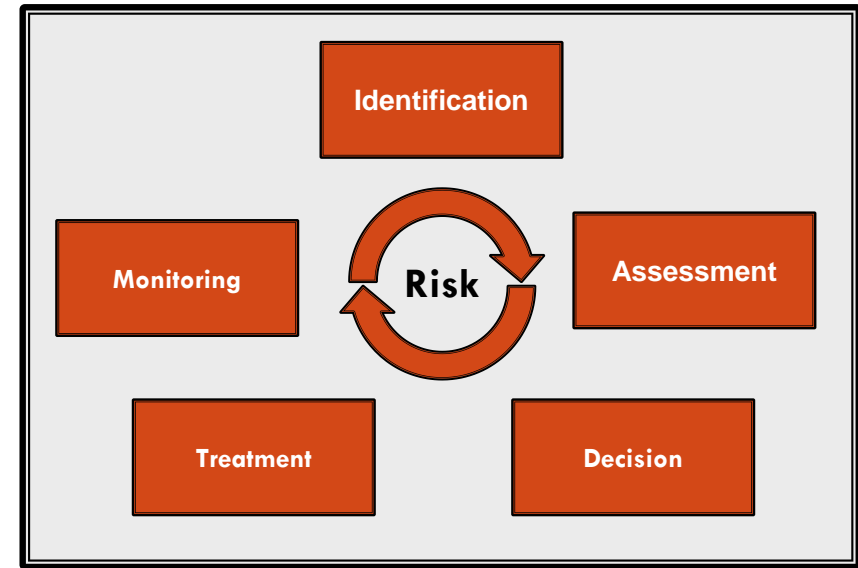 Identification
Monitoring
Risk
Assessment
Treatment
Decision